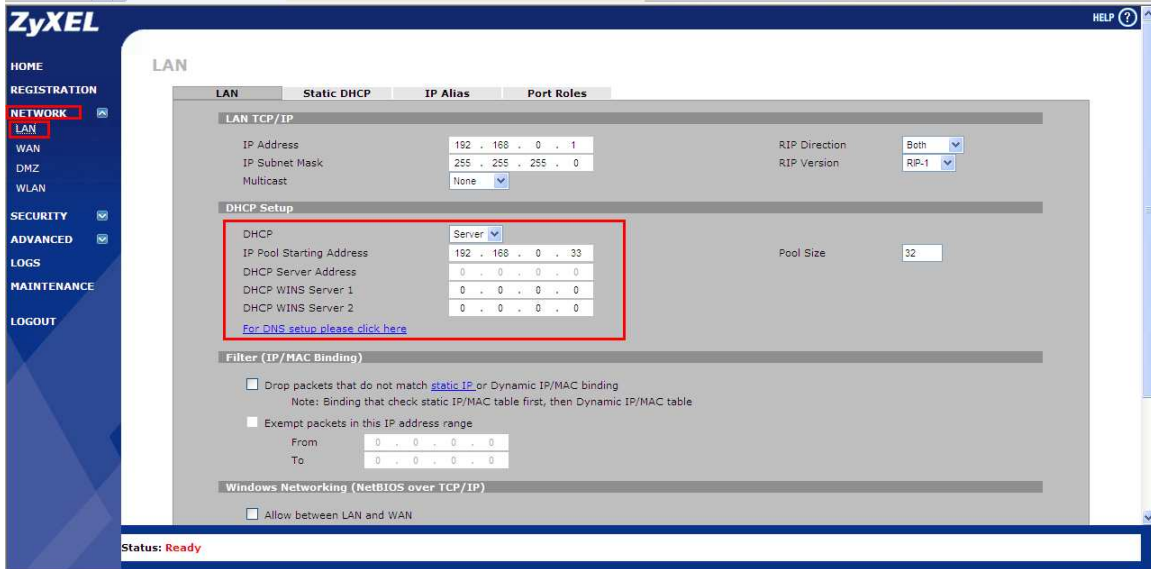 ZyXEL
HELP ?
HOME
REGISTRATION
NETWORK
LAN
WAN
DMZ
WLAN
SECURITY
ADVANCED
LOGS
MAINTENANCE
LOGOUT
LAN
LAN Static DHCP IP Alias Port Roles
LAN TCP/IP
IP Address 192 . 168 . 0 . 1 RIP Direction Both
IP Subnet Mask 255 . 255 . 255 . 0 RIP Version RIP-1
Multicast None
DHCP Setup
DHCP Server
IP Pool Starting Address 192 . 168 . 0 . 33 Pool Size 32
DHCP Server Address 0 . 0 . 0 . 0
DHCP WINS Server 1 0 . 0 . 0 . 0
DHCP WINS Server 2 0 . 0 . 0 . 0
For DNS setup please click here
Filter (IP/MAC Binding)
Drop packets that do not match static IP or Dynamic IP/MAC binding
Note: Binding that check static IP/MAC table first, then Dynamic IP/MAC table
Exempt packets in this IP address range
From 0 . 0 . 0 . 0
To 0 . 0 . 0 . 0
Windows Networking (NetBIOS over TCP/IP)
Allow between LAN and WAN
Status: Ready